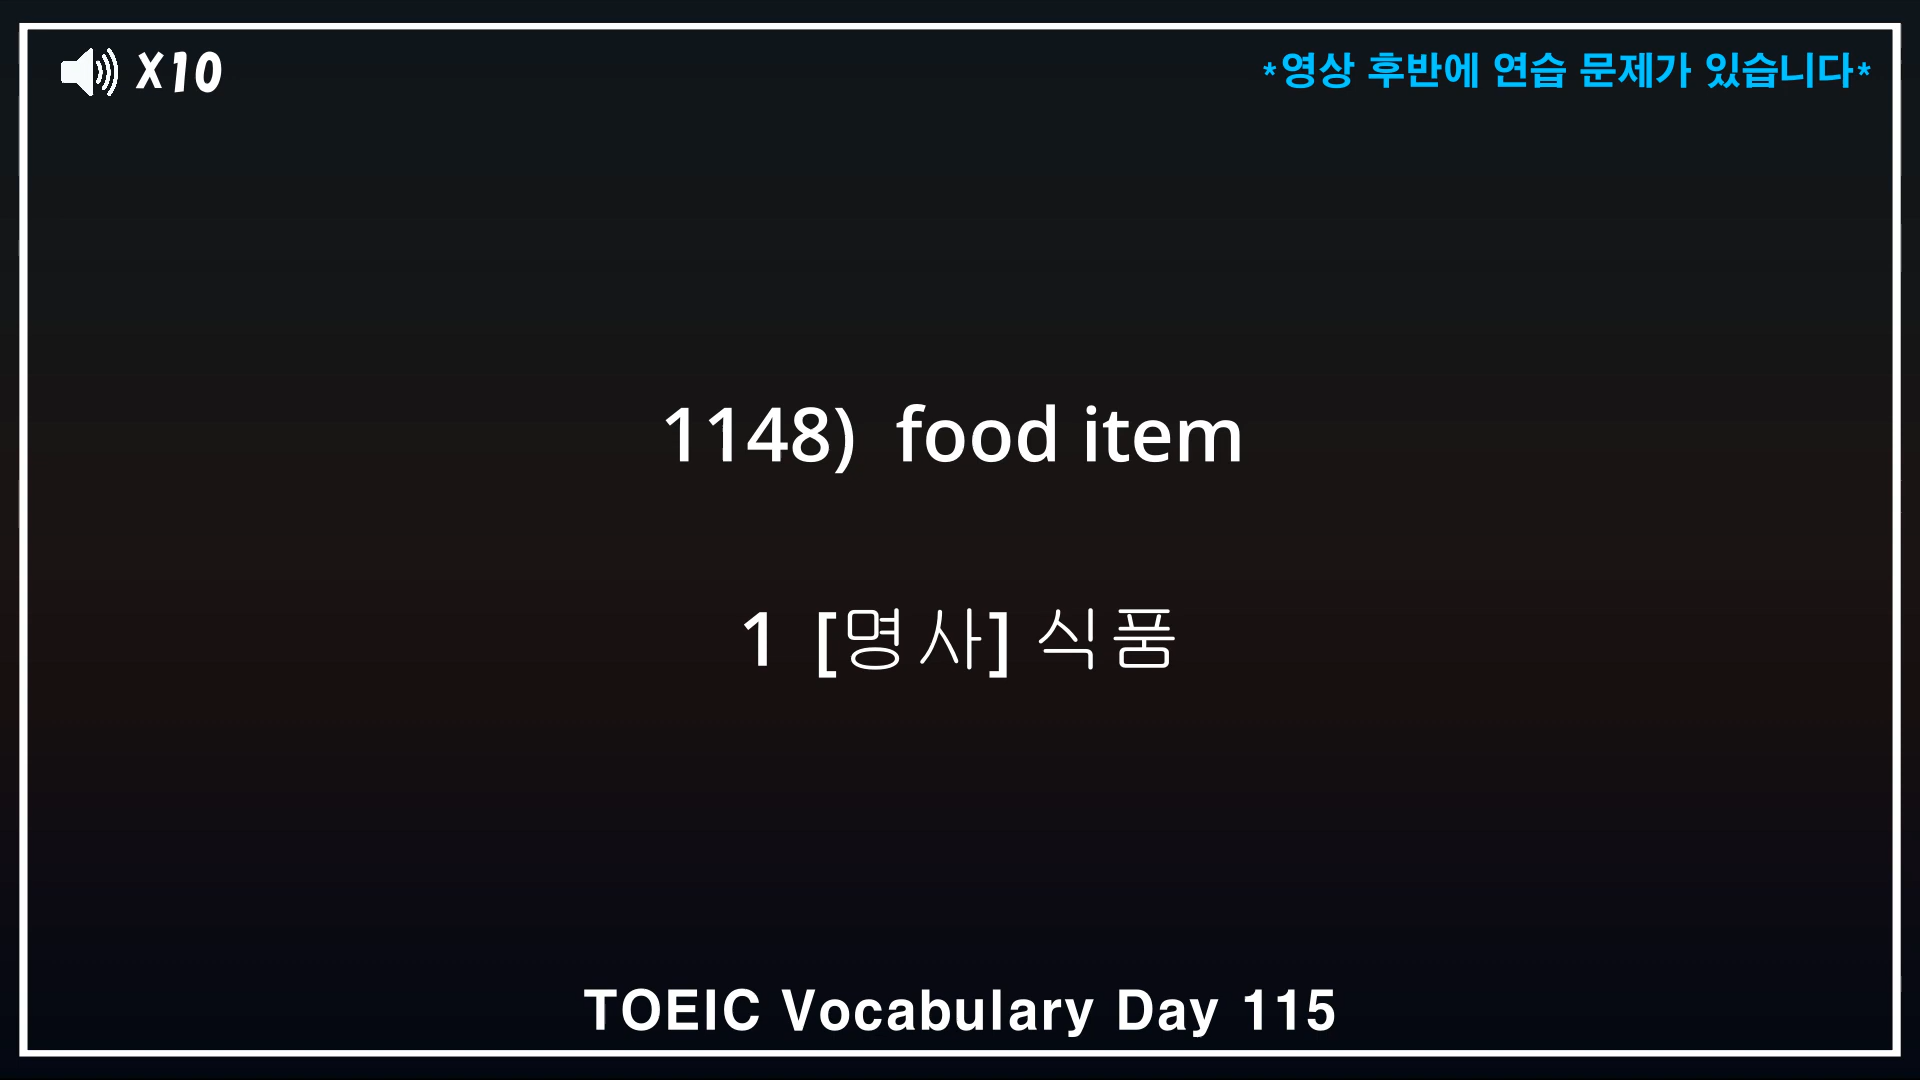 X10
*영상 후반에 연습 문제가 있습니다*
1148) food item
1 [명사] 식품
TOEIC Vocabulary Day 115